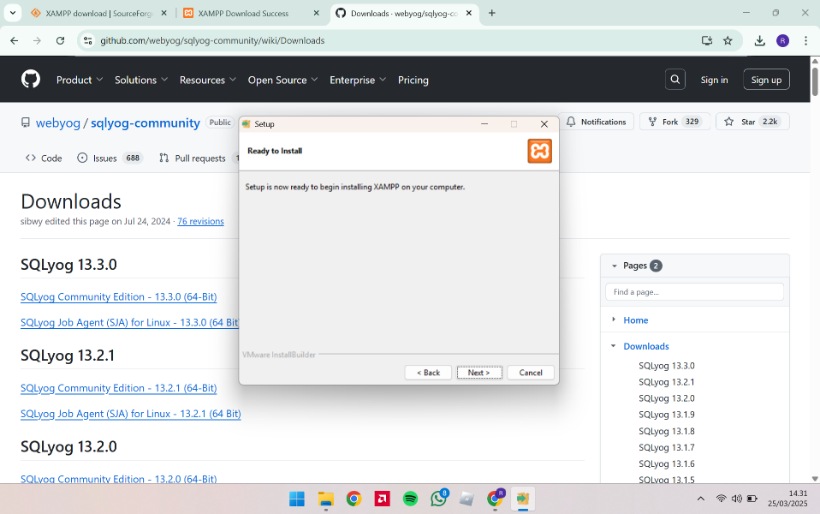 XAMPP download | SourceForg
XAMPP Download Success
Downloads · webyog/sqlyog-co
github.com/webyog/sqlyog-community/wiki/Downloads
R
Product
Solutions
Resources
Open Source
Enterprise
Pricing
Sign in
Sign up
webyog / sqlyog-community
Public
Notifications
Fork 329
Star 2.2k
Code
Issues 688
Pull requests 1
Setup
Ready to Install
Setup is now ready to begin installing XAMPP on your computer.
VMware InstallBuilder
< Back
Next >
Cancel
Downloads
sibwy edited this page on Jul 24, 2024 · 76 revisions
SQLyog 13.3.0
SQLyog Community Edition - 13.3.0 (64-Bit)
SQLyog Job Agent (SJA) for Linux - 13.3.0 (64 Bit
SQLyog 13.2.1
SQLyog Community Edition - 13.2.1 (64-Bit)
SQLyog Job Agent (SJA) for Linux - 13.2.1 (64 Bit)
SQLyog 13.2.0
SQLyog Community Edition - 13.2.0 (64-Bit)
Pages 2
Find a page...
Home
Downloads
SQLyog 13.3.0
SQLyog 13.2.1
SQLyog 13.2.0
SQLyog 13.1.9
SQLyog 13.1.8
SQLyog 13.1.7
SQLyog 13.1.6
SQLyog 13.1.5
8
R
14.31
25/03/2025